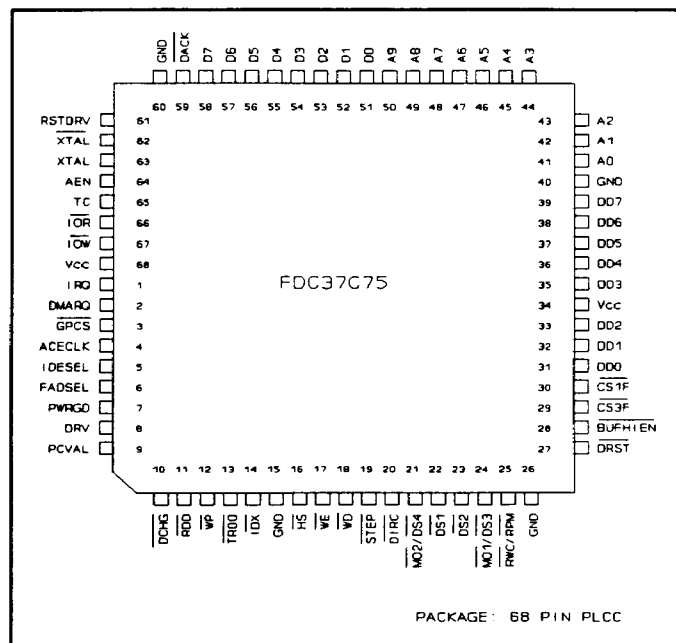 GND DACK D7 D6 D5 D4 D3 D2 D1 D0 A9 A8 A7 A6 A5 A4 A3
60 59 58 57 56 55 54 53 52 51 50 49 48 47 46 45 44
RSTDRV 61 43 A2
XTAL 62 42 A1
XTAL 63 41 A0
AEN 64 40 GND
TC 65 39 DD7
IOR 66 38 DD6
IOW 67 37 DD5
Vcc 68 36 DD4
IRQ 1 FDC37C75 35 DD3
DMARQ 2 34 Vcc
GPCS 3 33 DD2
ACECLK 4 32 DD1
IDESEL 5 31 DD0
FADSEL 6 30 CS1F
PWRGD 7 29 CS3F
DRV 8 28 BUFHIEN
PCVAL 9 27 DRST
10 11 12 13 14 15 16 17 18 19 20 21 22 23 24 25 26
DCHG RDD WP TR00 IDX GND HS WE WD STEP DIRC MO2/DS4 DS1 DS2 MO1/DS3 RWC/RPM GND
PACKAGE: 68 PIN PLCC